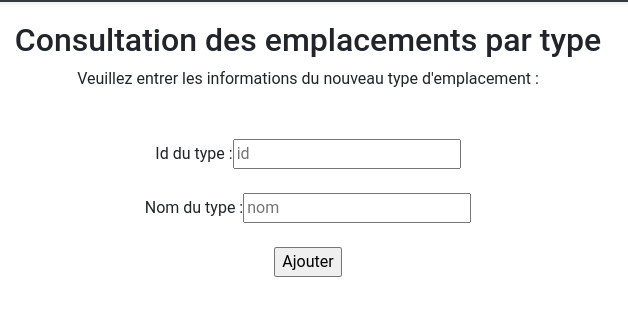 Consultation des emplacements par type
Veuillez entrer les informations du nouveau type d'emplacement :
Id du type : id
Nom du type : nom
Ajouter